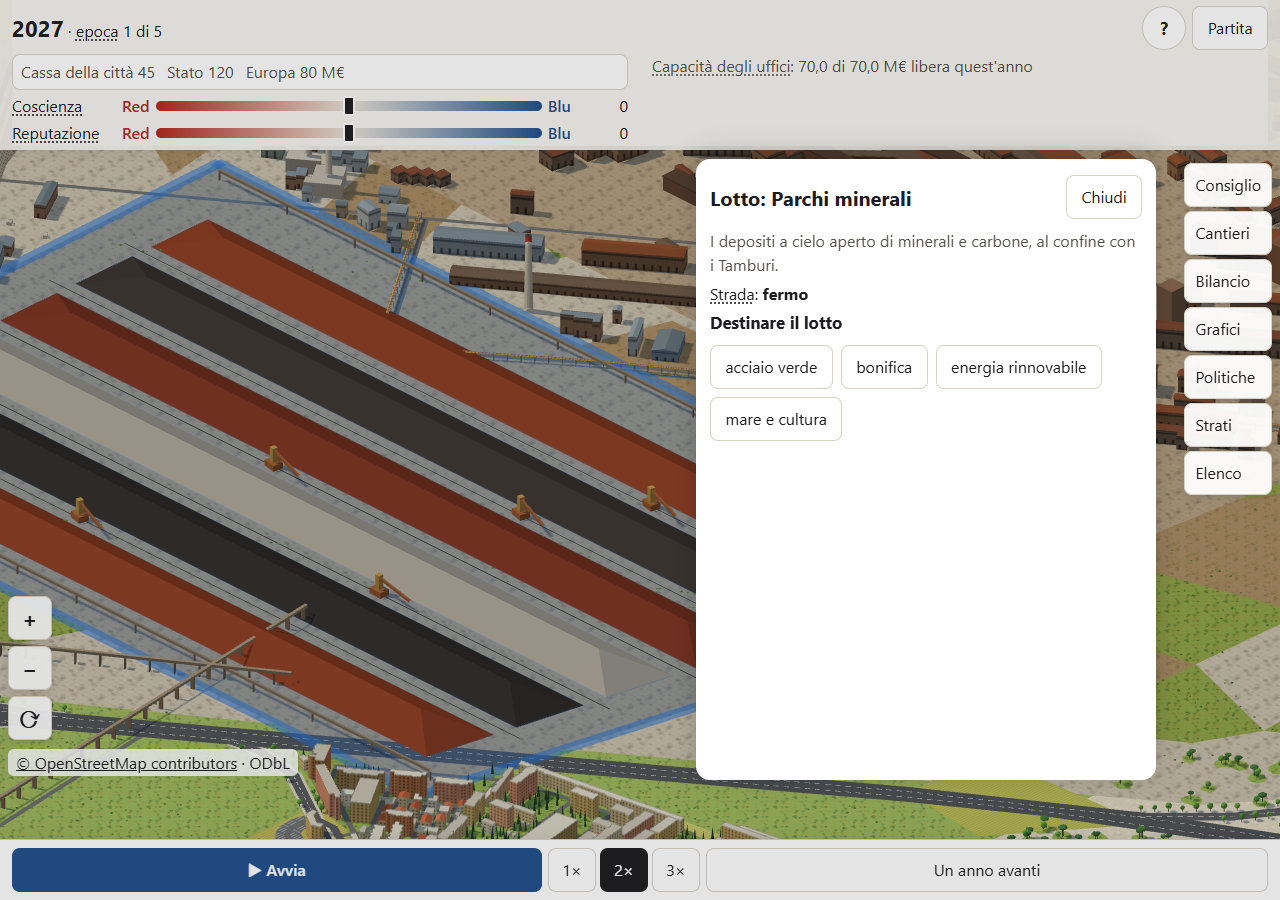 2027 · epoca 1 di 5
?
Partita
Cassa della città 45 Stato 120 Europa 80 M€
Capacità degli uffici: 70,0 di 70,0 M€ libera quest'anno
Coscienza Red Blu 0
Reputazione Red Blu 0
Lotto: Parchi minerali
Chiudi
I depositi a cielo aperto di minerali e carbone, al confine con
i Tamburi.
Strada: fermo
Destinare il lotto
acciaio verde
bonifica
energia rinnovabile
mare e cultura
Consiglio
Cantieri
Bilancio
Grafici
Politiche
Strati
Elenco
+
−
⟳
© OpenStreetMap contributors · ODbL
▶ Avvia
1×
2×
3×
Un anno avanti